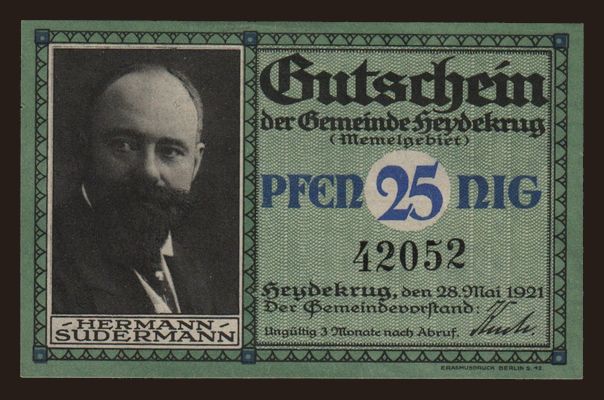 Gutschein
der Gemeinde Heydekrug
(Memelgebiet)
PFEN 25 NIG
42052
Heydekrug, den 28. Mai 1921
Der Gemeindevorstand:
Ungültig 3 Monate nach Abruf.
-HERMANN-
SUDERMANN
ERASMUSDRUCK BERLIN S. 42